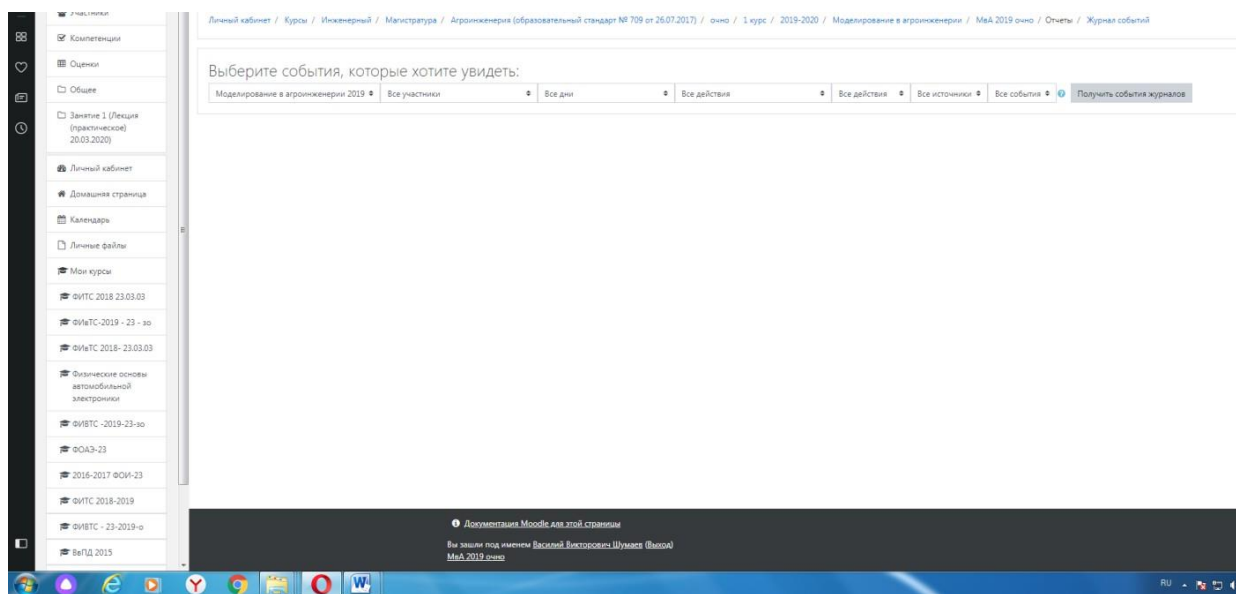 Участники
Личный кабинет / Курсы / Инженерный / Магистратура / Агроинженерия (образовательный стандарт № 709 от 26.07.2017) / очно / 1 курс / 2019-2020 / Моделирование в агроинженерии / МвА 2019 очно / Отчеты / Журнал событий
Компетенции
Оценки
Общее
Занятие 1 (Лекция
(практическое)
20.03.2020)
Личный кабинет
Домашняя страница
Календарь
Личные файлы
Мои курсы
ФИТС 2018 23.03.03
ФИвТС-2019 - 23 - зо
ФИвТС 2018- 23.03.03
Физические основы
автомобильной
электроники
ФИВТС -2019-23-зо
ФОАЭ-23
2016-2017 ФОИ-23
ФИТС 2018-2019
ФИВТС - 23-2019-о
ВвПД 2015
Выберите события, которые хотите увидеть:
Моделирование в агроинженерии 2019 Все участники Все дни Все действия Все действия Все источники Все события Получить события журналов
Документация Moodle для этой страницы
Вы зашли под именем Василий Викторович Шумаев (Выход)
МвА 2019 очно
RU